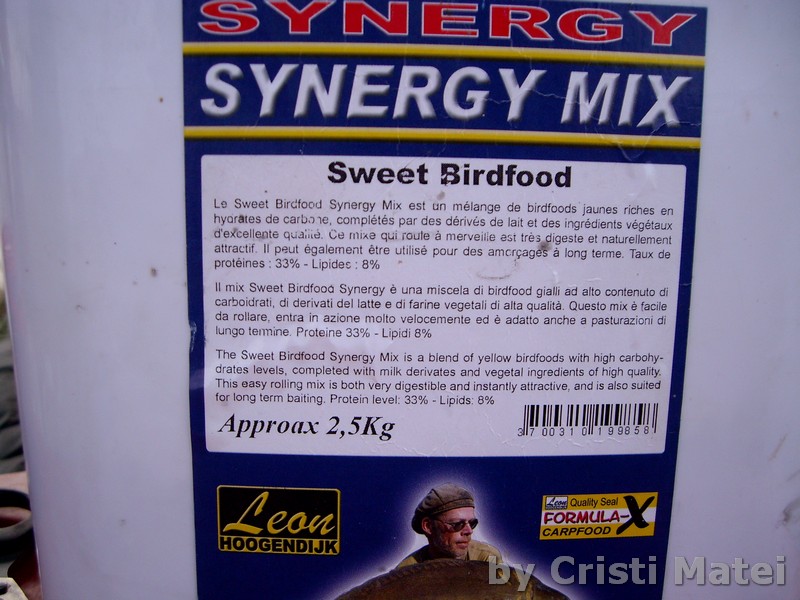 SYNERGY
SYNERGY MIX
Sweet Birdfood
Le Sweet Birdfood Synergy Mix est un mélange de birdfoods jaunes riches en
hydrates de carbone, complétés par des dérivés de lait et des ingrédients végétaux
d'excellente qualité. Ce mixe qui roule à merveille est très digeste et naturellement
attractif. Il peut également être utilisé pour des amorçages à long terme. Taux de
protéines : 33% - Lipides : 8%
Il mix Sweet Birdfood Synergy è una miscela di birdfood gialli ad alto contenuto di
carboidrati, di derivati del latte e di farine vegetali di alta qualità. Questo mix è facile
da rollare, entra in azione molto velocemente ed è adatto anche a pasturazioni di
lungo termine. Proteine 33% - Lipidi 8%
The Sweet Birdfood Synergy Mix is a blend of yellow birdfoods with high carbohy-
drates levels, completed with milk derivates and vegetal ingredients of high quality.
This easy rolling mix is both very digestible and instantly attractive, and is also suited
for long term baiting. Protein level: 33% - Lipids: 8%
Approax 2,5Kg
3 700310 199858
Leon
HOOGENDIJK
Leon Quality Seal
FORMULA-X
CARPFOOD
by Cristi Matei